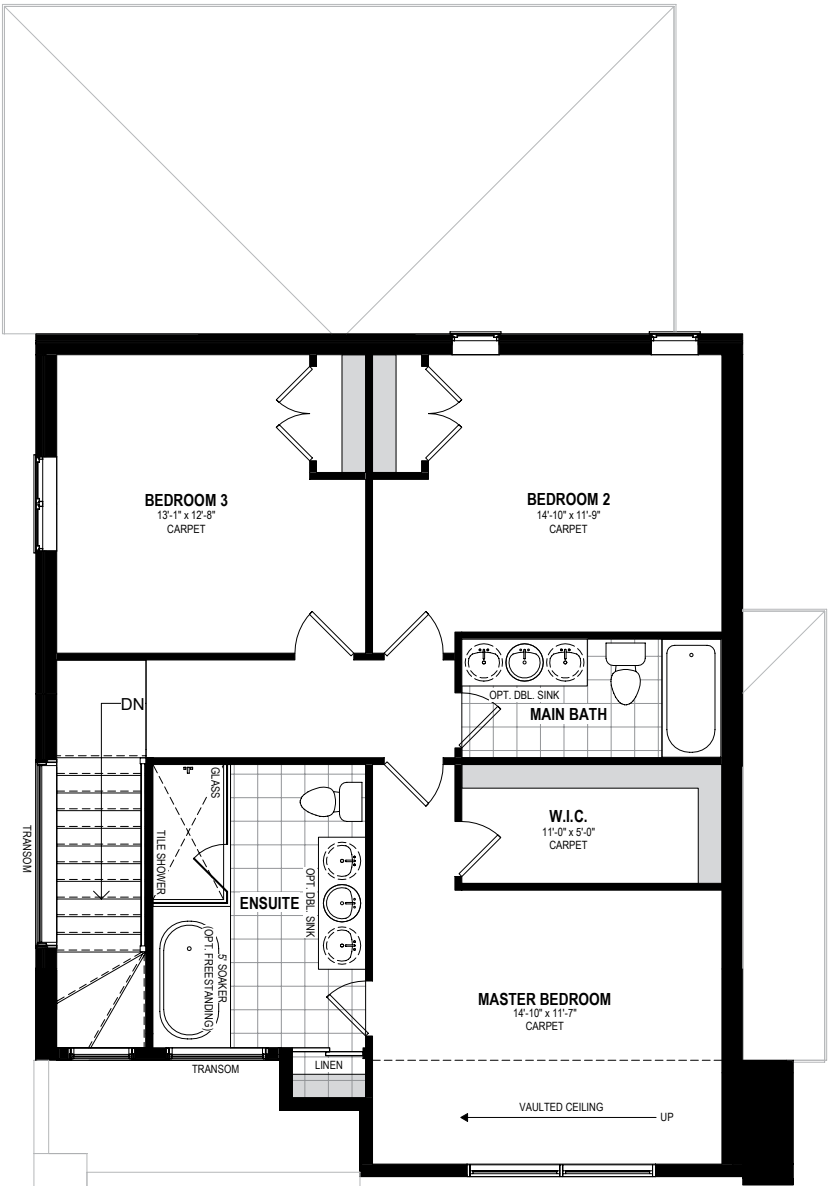 BEDROOM 3
13'-1" x 12'-8"
CARPET
BEDROOM 2
14'-10" x 11'-9"
CARPET
DN
OPT. DBL. SINK
MAIN BATH
TRANSOM
GLASS
TILE SHOWER
ENSUITE
OPT. DBL. SINK
5' SOAKER
(OPT. FREESTANDING)
W.I.C.
11'-0" x 5'-0"
CARPET
MASTER BEDROOM
14'-10" x 11'-7"
CARPET
TRANSOM
LINEN
VAULTED CEILING
UP